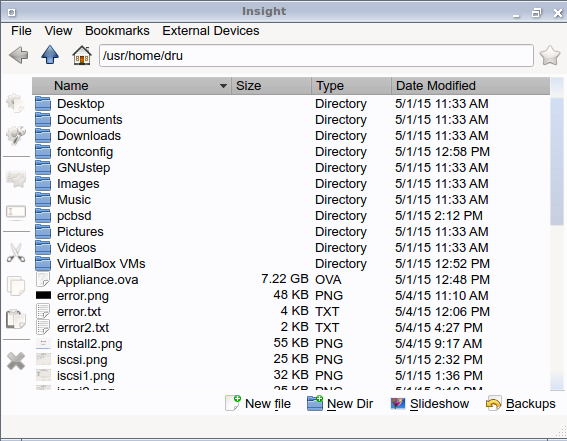 Insight
File View Bookmarks External Devices
/usr/home/dru
Name Size Type Date Modified
Desktop Directory 5/1/15 11:33 AM
Documents Directory 5/1/15 11:33 AM
Downloads Directory 5/1/15 11:33 AM
fontconfig Directory 5/1/15 12:58 PM
GNUstep Directory 5/1/15 11:33 AM
Images Directory 5/1/15 11:33 AM
Music Directory 5/1/15 11:33 AM
pcbsd Directory 5/1/15 2:12 PM
Pictures Directory 5/1/15 11:33 AM
Videos Directory 5/1/15 11:33 AM
VirtualBox VMs Directory 5/1/15 12:52 PM
Appliance.ova 7.22 GB OVA 5/1/15 12:48 PM
error.png 48 KB PNG 5/4/15 11:10 AM
error.txt 4 KB TXT 5/4/15 12:06 PM
error2.txt 2 KB TXT 5/4/15 4:27 PM
install2.png 55 KB PNG 5/4/15 9:17 AM
iscsi.png 25 KB PNG 5/1/15 2:32 PM
iscsi1.png 32 KB PNG 5/1/15 1:36 PM
iscsi2.png 25 KB PNG 5/1/15
New file New Dir Slideshow Backups